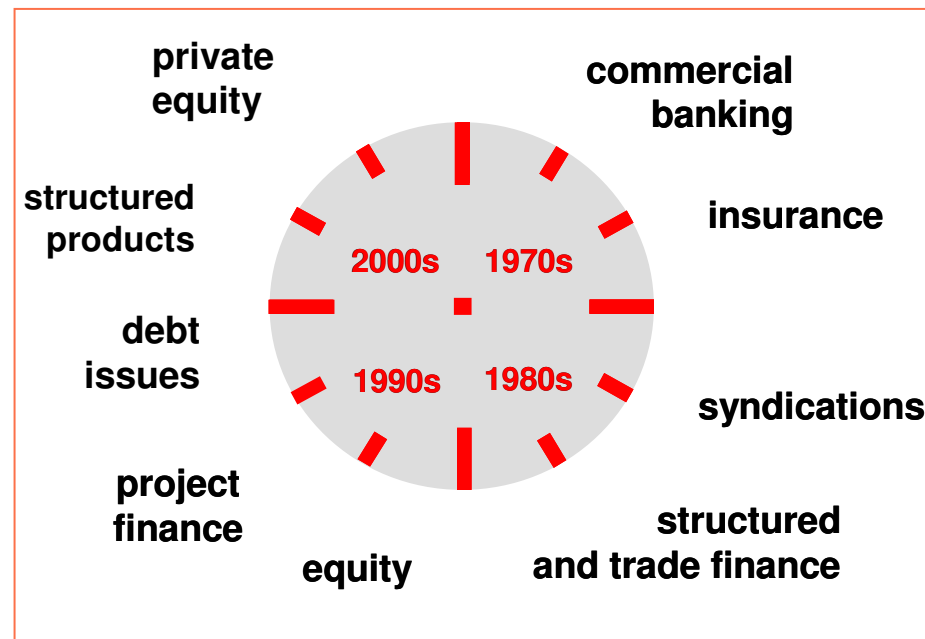 private
equity
commercial
banking
structured
products
insurance
2000s
1970s
debt
issues
1990s
1980s
syndications
project
finance
structured
and trade finance
equity